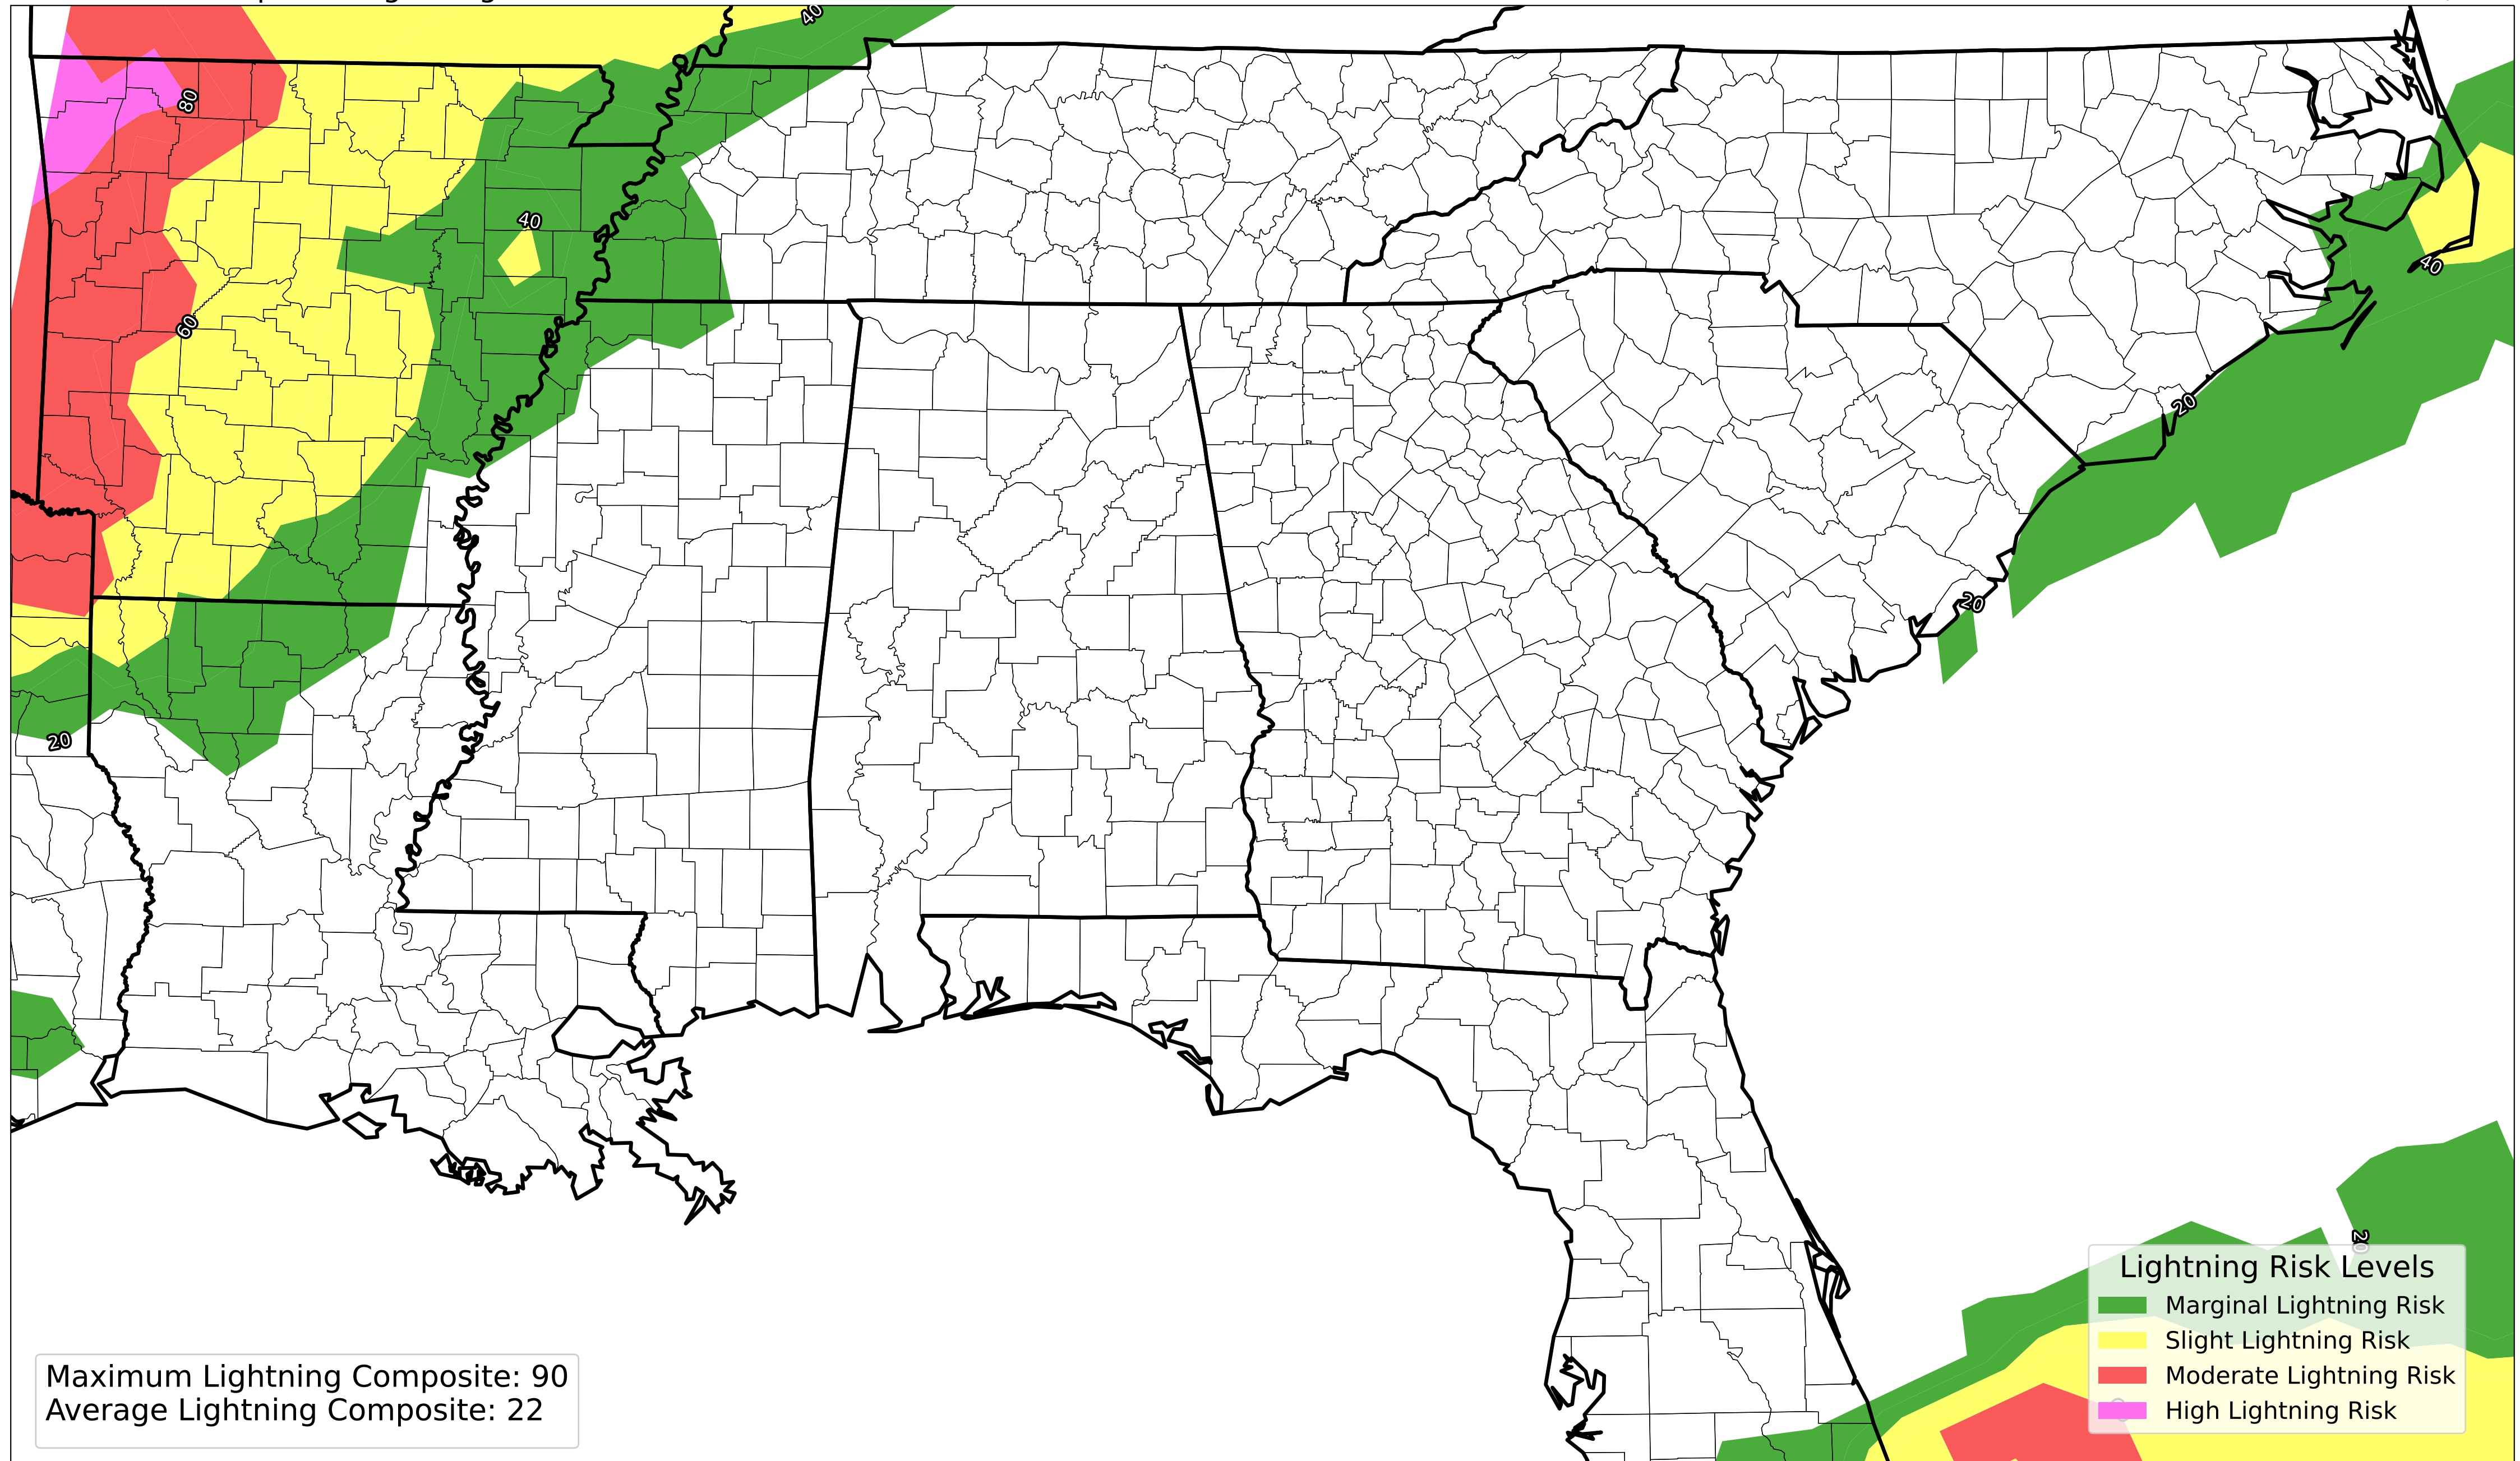 40
80
40
40
60
20
20
20
20
Lightning Risk Levels
Marginal Lightning Risk
Slight Lightning Risk
Moderate Lightning Risk
High Lightning Risk
Maximum Lightning Composite: 90
Average Lightning Composite: 22